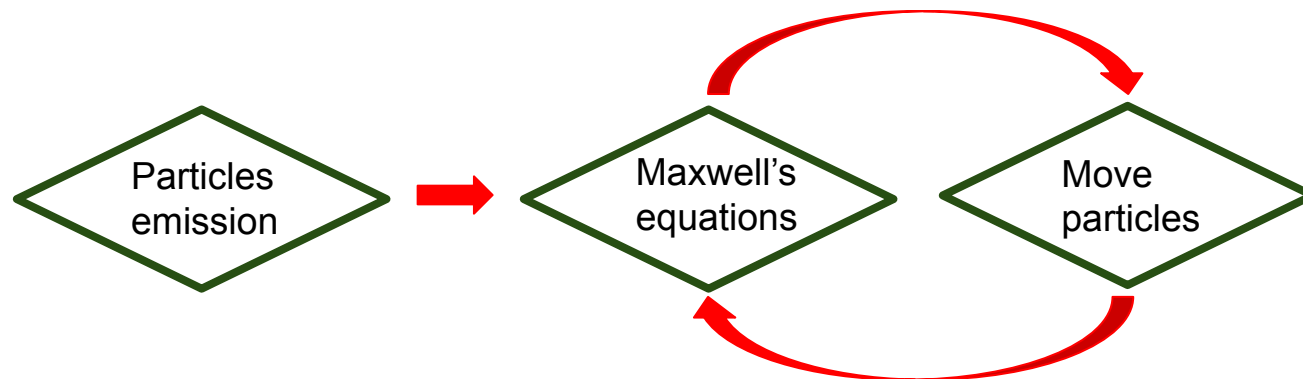 Particles
emission
Maxwell’s
equations
Move
particles